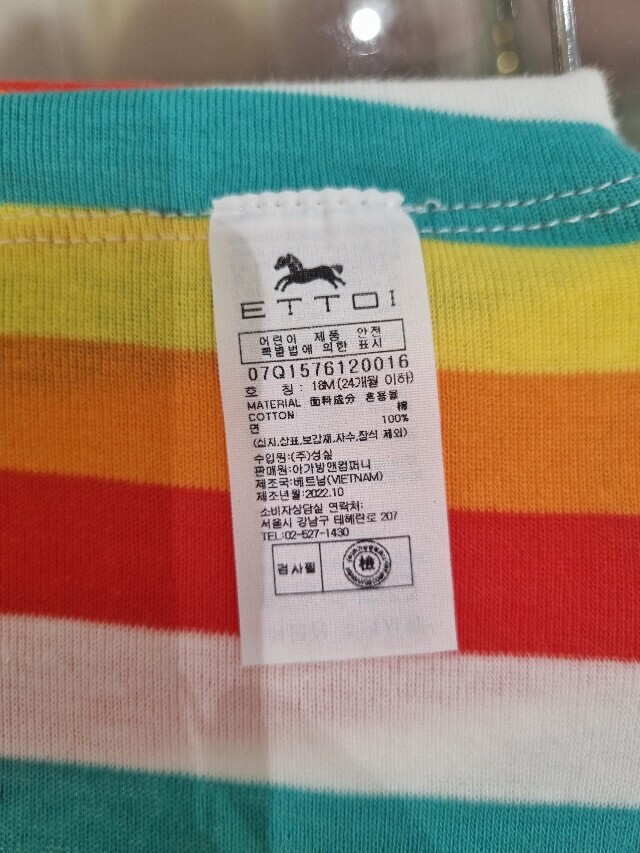 ETTOI
어린이 제품 안전
특별법에 의한 표시
07Q1576120016
호 칭 : 18M(24개월 이하)
MATERIAL 面料成分 혼용률
COTTON 棉
면 100%
(심지,상표,보강재,자수,장식 제외)
수입원:(주)성실
판매원:아가방앤컴퍼니
제조국:베트남(VIETNAM)
제조년월:2022.10
소비자상담실 연락처:
서울시 강남구 테헤란로 207
TEL:02-527-1430
검사필 檢